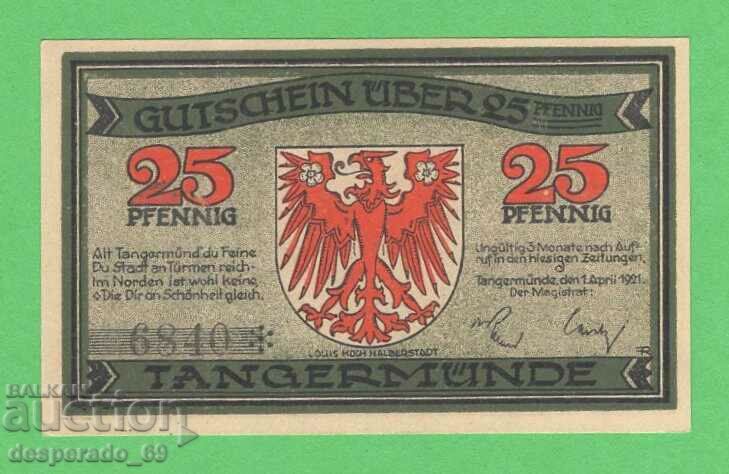 GUTSCHEIN ÜBER 25 PFENNIG
25
PFENNIG
25
PFENNIG
Alt Tangermünd' du Feine
Du Stadt an Türmen reich-
Im Norden ist wohl keine,
Die Dir an Schönheit gleich.
Ungültig 3 Monate nach Auf-
ruf in den hiesigen Zeitungen.
Tangermünde, den 1. April 1921.
Der Magistrat:
6840 *
LOUIS KOCH HALBERSTADT
TANGERMÜNDE
BALKAN
auction
desperado_69